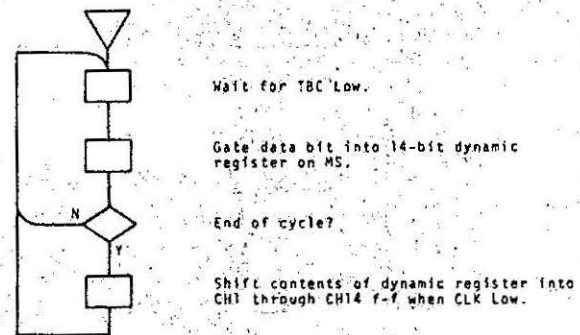 Wait for TBC Low.
Gate data bit into 14-bit dynamic
register on MS.
N
End of cycle?
Y
Shift contents of dynamic register into
CH1 through CH14 f-f when CLK Low.